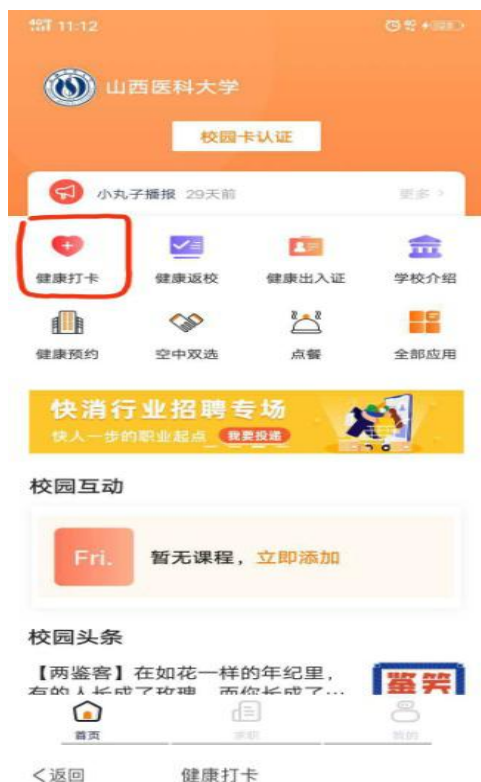 11:12
山西医科大学
校园卡认证
小丸子播报 29天前 更多 >
健康打卡 健康返校 健康出入证 学校介绍
健康预约 空中双选 点餐 全部应用
快消行业招聘专场
快人一步的职业起点 我要投递
校园互动
Fri. 暂无课程，立即添加
校园头条
【两鉴客】在如花一样的年纪里，
有的人长成了玫瑰，而你长成了…
鉴笑
首页 求职 我的
<返回 健康打卡